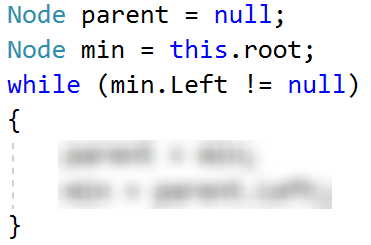 Node parent = null;
Node min = this.root;
while (min.Left != null)
{
}